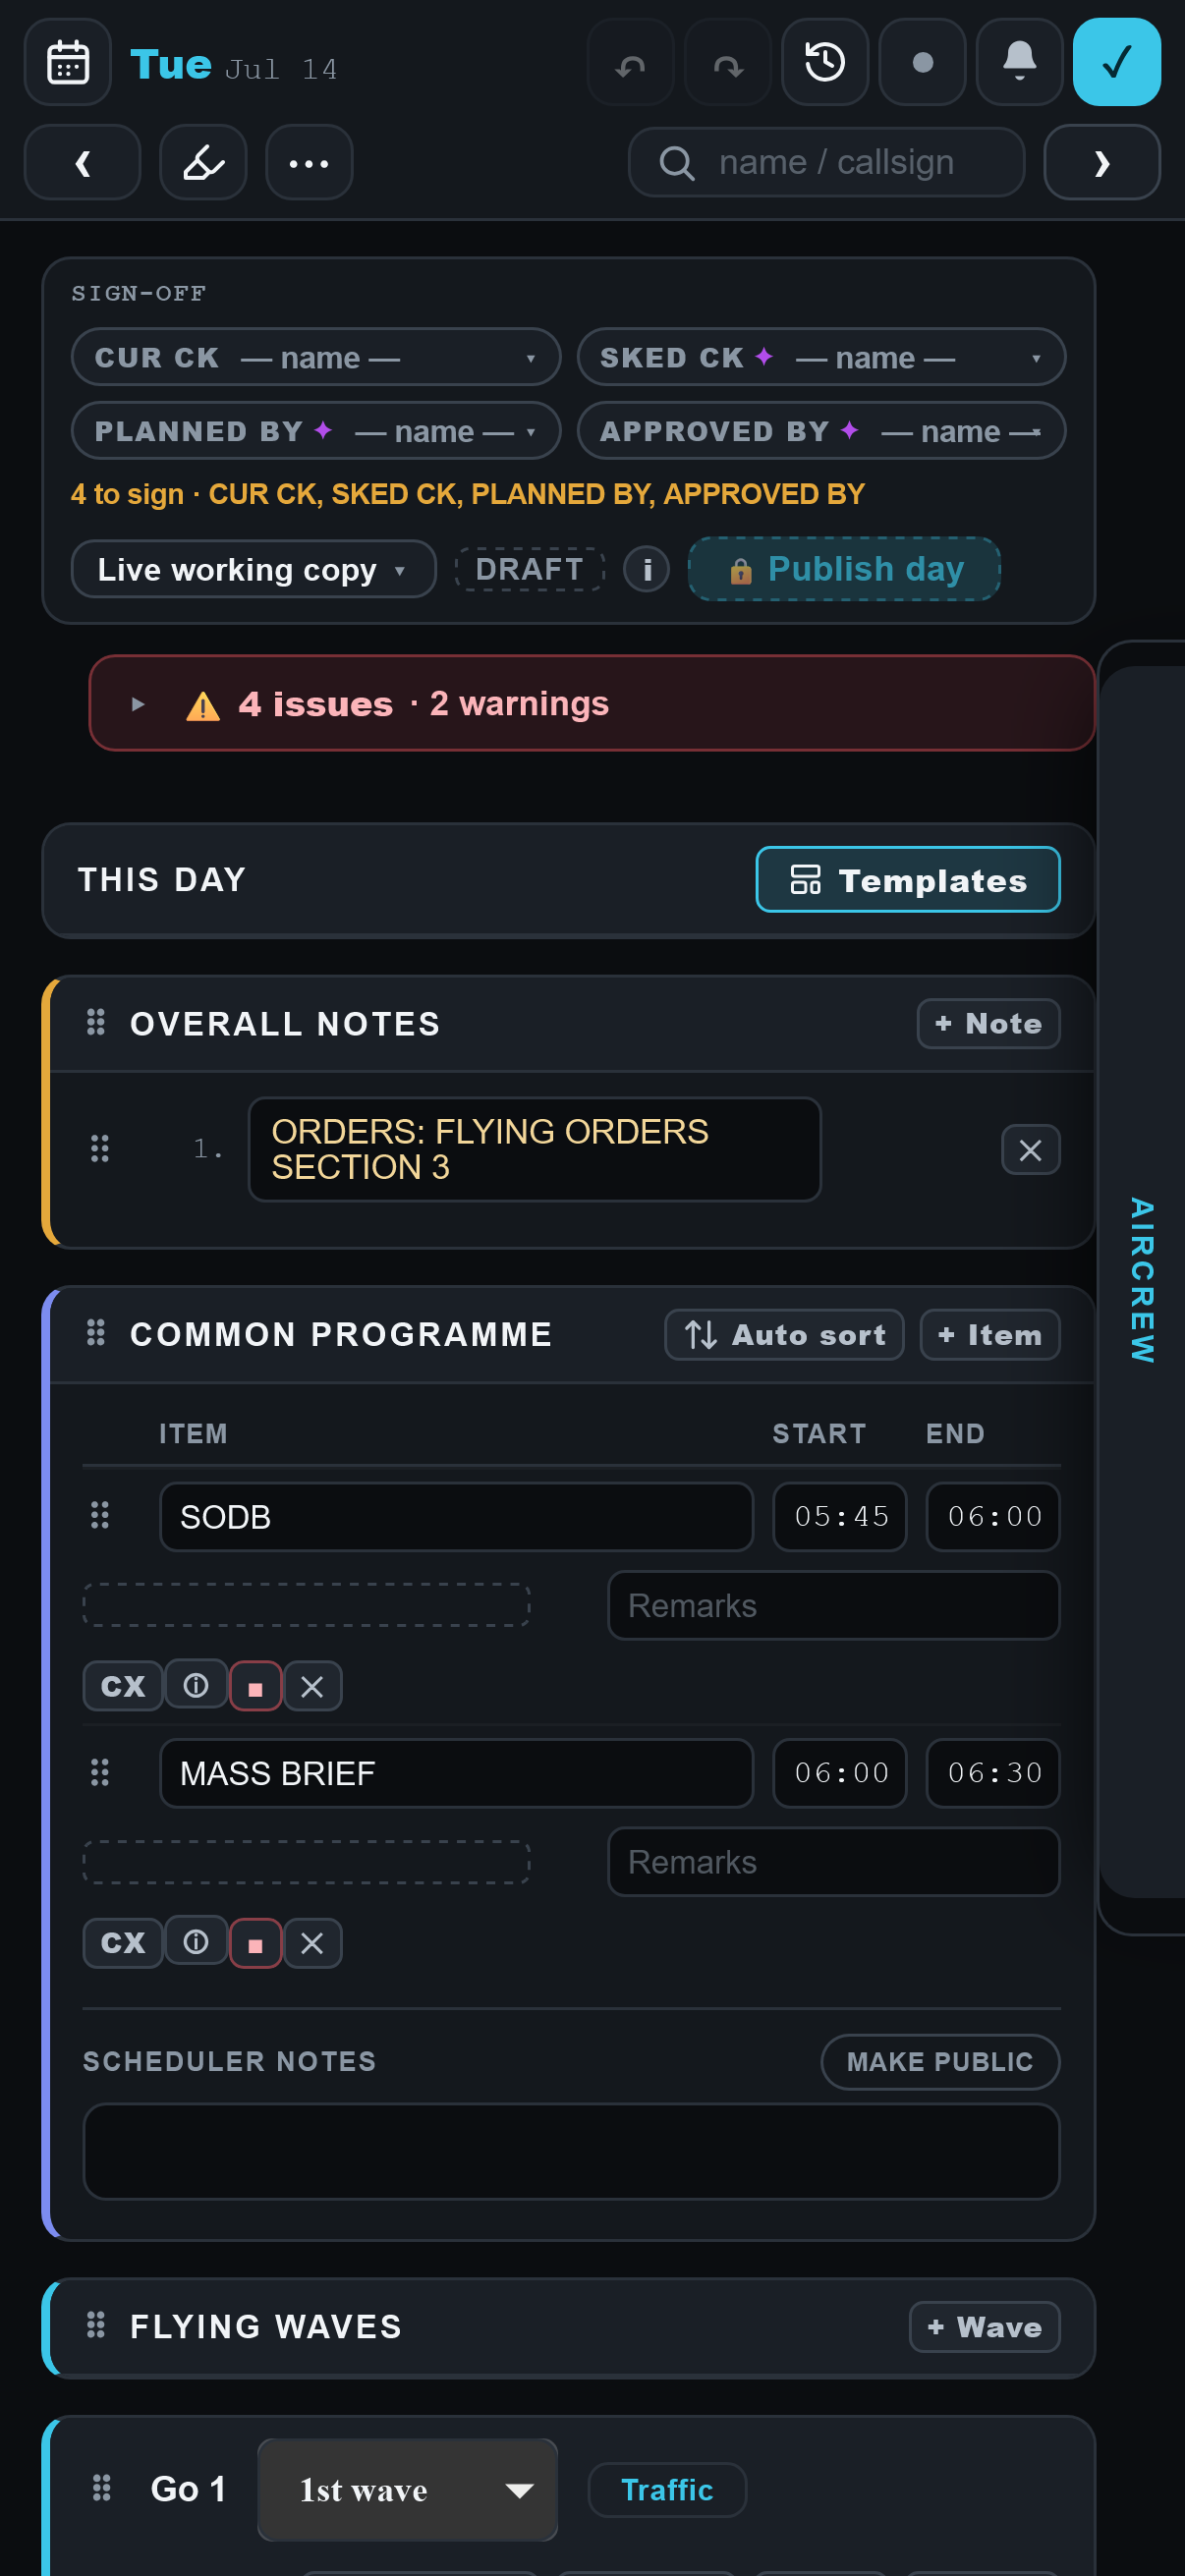 Tue Jul 14
name / callsign
SIGN-OFF
CUR CK — name —
SKED CK — name —
PLANNED BY — name —
APPROVED BY — name —
4 to sign · CUR CK, SKED CK, PLANNED BY, APPROVED BY
Live working copy
DRAFT
i
Publish day
4 issues · 2 warnings
THIS DAY
Templates
OVERALL NOTES
+ Note
1.
ORDERS: FLYING ORDERS
SECTION 3
AIRCREW
COMMON PROGRAMME
Auto sort
+ Item
ITEM START END
SODB 05:45 06:00
Remarks
CX
MASS BRIEF 06:00 06:30
Remarks
CX
SCHEDULER NOTES
MAKE PUBLIC
FLYING WAVES
+ Wave
Go 1
1st wave
Traffic